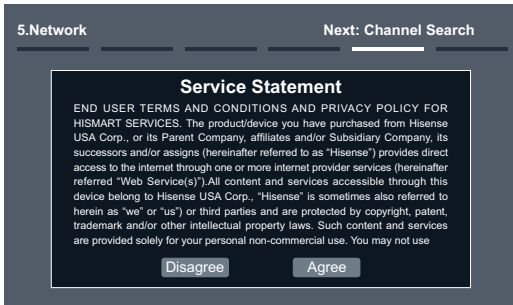 5.Network
Next: Channel Search
Service Statement
END USER TERMS AND CONDITIONS AND PRIVACY POLICY FOR
HISMART SERVICES. The product/device you have purchased from Hisense
USA Corp., or its Parent Company, affiliates and/or Subsidiary Company, its
successors and/or assigns (hereinafter referred to as “Hisense”) provides direct
access to the internet through one or more internet provider services (hereinafter
referred “Web Service(s)”).All content and services accessible through this
device belong to Hisense USA Corp., “Hisense” is sometimes also referred to
herein as “we” or “us”) or third parties and are protected by copyright, patent,
trademark and/or other intellectual property laws. Such content and services
are provided solely for your personal non-commercial use. You may not use
Disagree
Agree